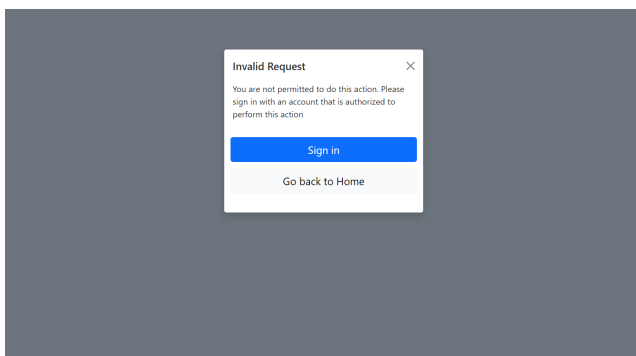 Invalid Request
You are not permitted to do this action. Please
sign in with an account that is authorized to
perform this action
Sign in
Go back to Home